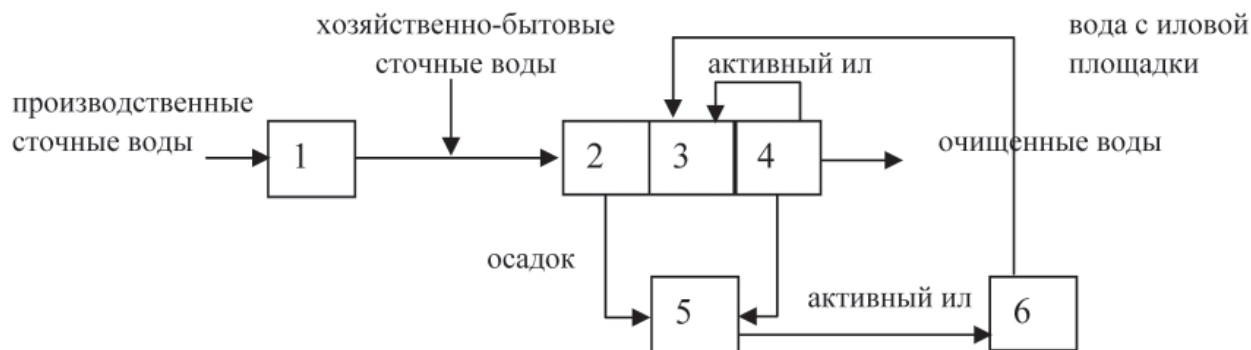 хозяйственно-бытовые
сточные воды
вода с иловой
площадки
активный ил
производственные
сточные воды
очищенные воды
1
2
3
4
осадок
активный ил
5
6